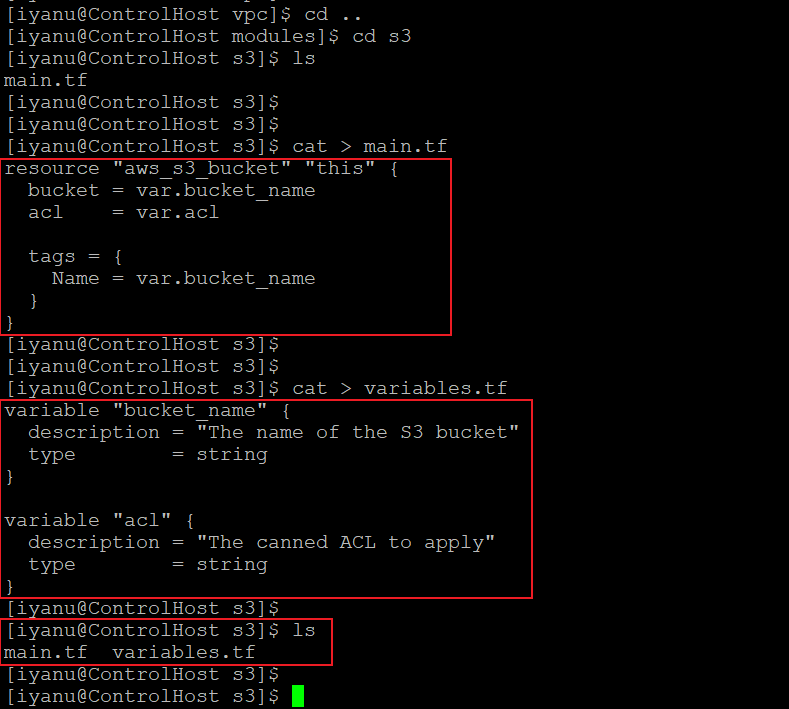 [iyanu@ControlHost vpc]$ cd ..
[iyanu@ControlHost modules]$ cd s3
[iyanu@ControlHost s3]$ ls
main.tf
[iyanu@ControlHost s3]$
[iyanu@ControlHost s3]$
[iyanu@ControlHost s3]$ cat > main.tf
resource "aws_s3_bucket" "this" {
  bucket = var.bucket_name
  acl    = var.acl

  tags = {
    Name = var.bucket_name
  }
}
[iyanu@ControlHost s3]$
[iyanu@ControlHost s3]$
[iyanu@ControlHost s3]$ cat > variables.tf
variable "bucket_name" {
  description = "The name of the S3 bucket"
  type        = string
}

variable "acl" {
  description = "The canned ACL to apply"
  type        = string
}
[iyanu@ControlHost s3]$
[iyanu@ControlHost s3]$ ls
main.tf  variables.tf
[iyanu@ControlHost s3]$
[iyanu@ControlHost s3]$